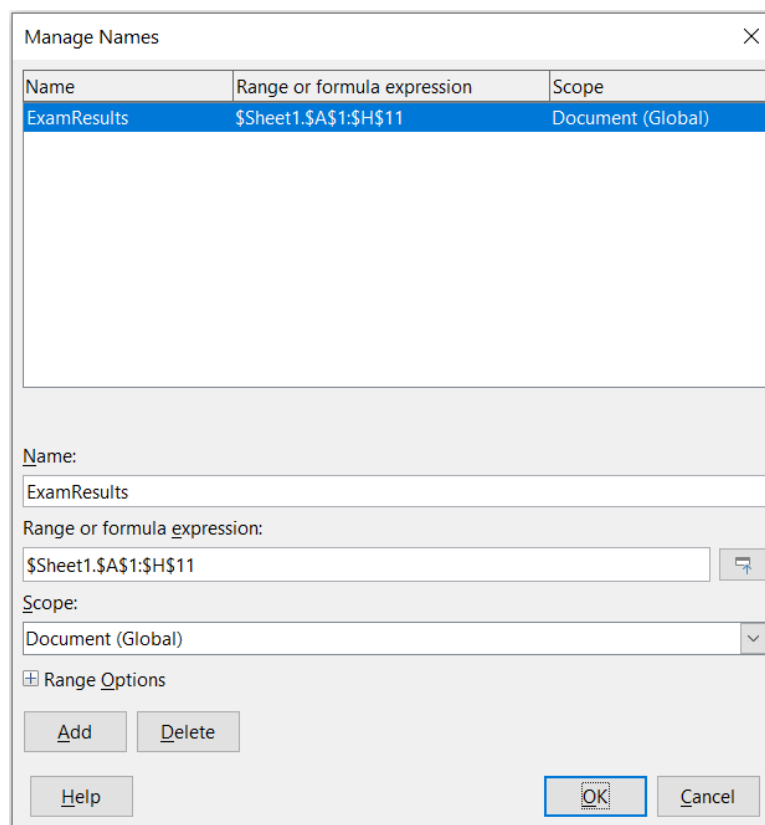 Manage Names
Name Range or formula expression Scope
ExamResults $Sheet1.$A$1:$H$11 Document (Global)
Name:
ExamResults
Range or formula expression:
$Sheet1.$A$1:$H$11
Scope:
Document (Global)
Range Options
Add Delete
Help OK Cancel